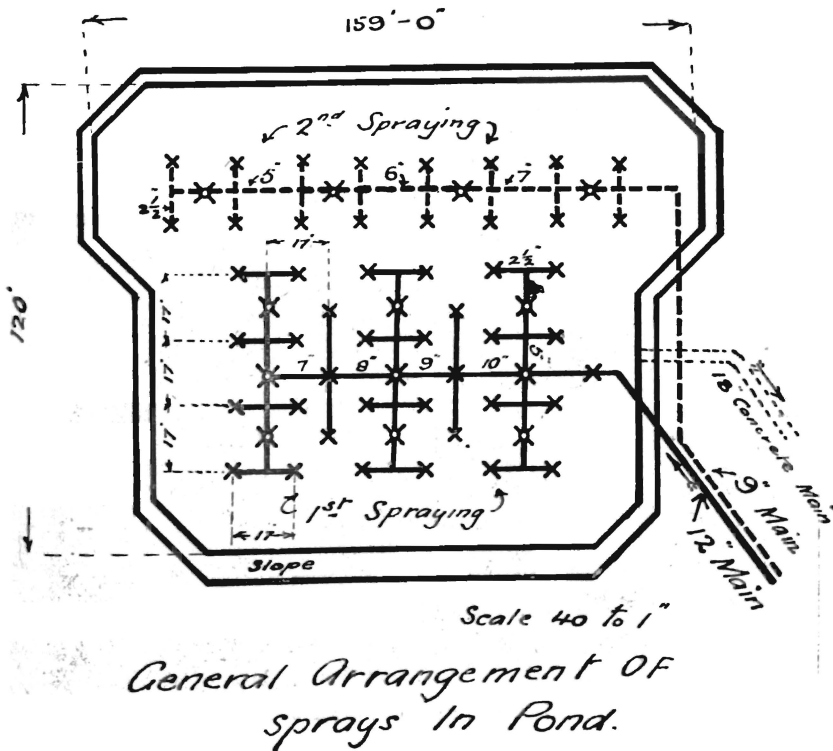 159'-0"
2nd Spraying
5"
6"
7"
2½"
17'
2½"
120'
17'
17'
17'
7"
8"
9"
10"
5"
18" Concrete Main
9" Main
12" Main
1st Spraying
17'
Slope
Scale 40 to 1"
General Arrangement OF
sprays In Pond.